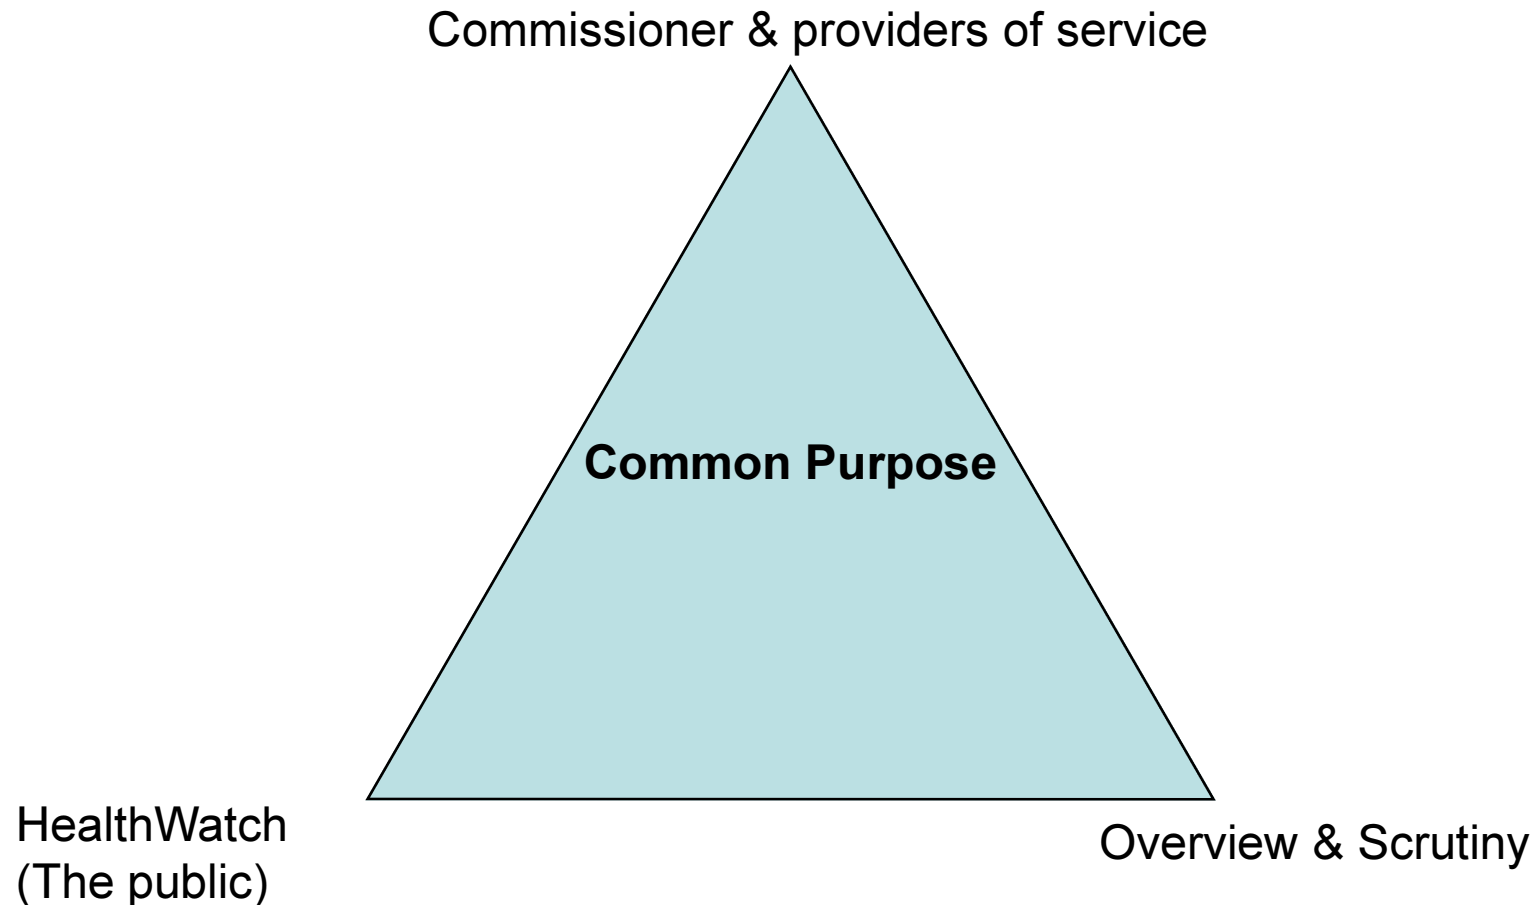 Commissioner & providers of service
Common Purpose
HealthWatch
(The public)
Overview & Scrutiny